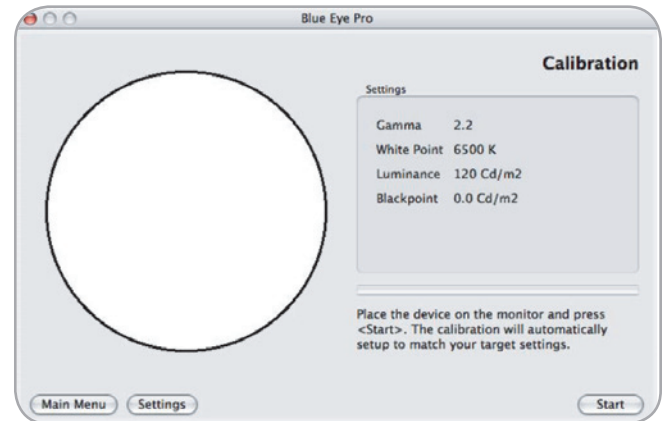 Blue Eye Pro
Calibration
Settings
Gamma 2.2
White Point 6500 K
Luminance 120 Cd/m2
Blackpoint 0.0 Cd/m2
Place the device on the monitor and press
<Start>. The calibration will automatically
setup to match your target settings.
Main Menu Settings Start